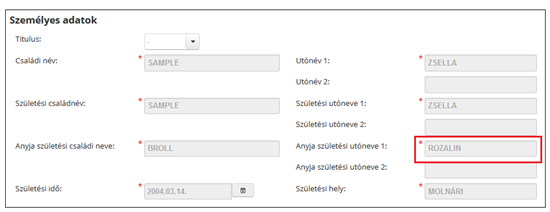 Személyes adatok
Titulus: -
Családi név: * SAMPLE Utónév 1: * ZSELLA
Utónév 2:
Születési családnév: * SAMPLE Születési utóneve 1: * ZSELLA
Születési utóneve 2:
Anyja születési családi neve: * BROLL Anyja születési utóneve 1: * ROZALIN
Anyja születési utóneve 2:
Születési idő: * 2004.03.14. Születési hely: * MOLNÁRI